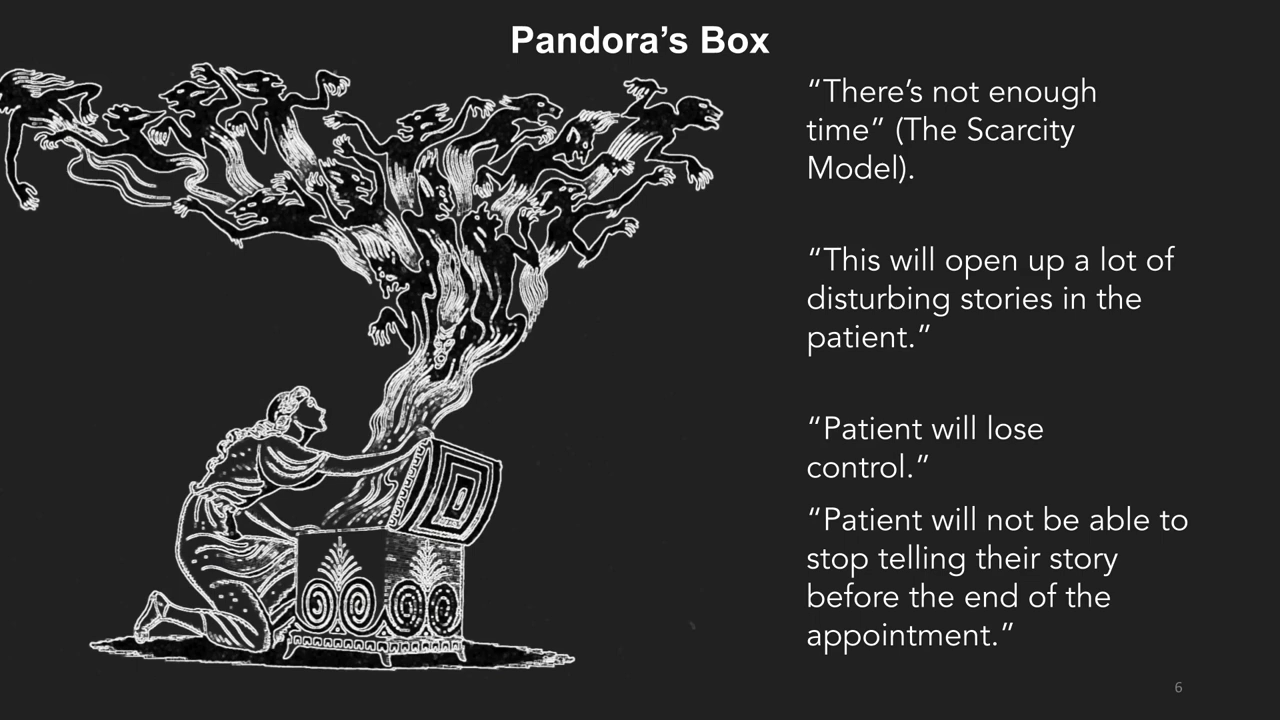 Pandora’s Box
“There’s not enough
time” (The Scarcity
Model).
“This will open up a lot of
disturbing stories in the
patient.”
“Patient will lose
control.”
“Patient will not be able to
stop telling their story
before the end of the
appointment.”
6